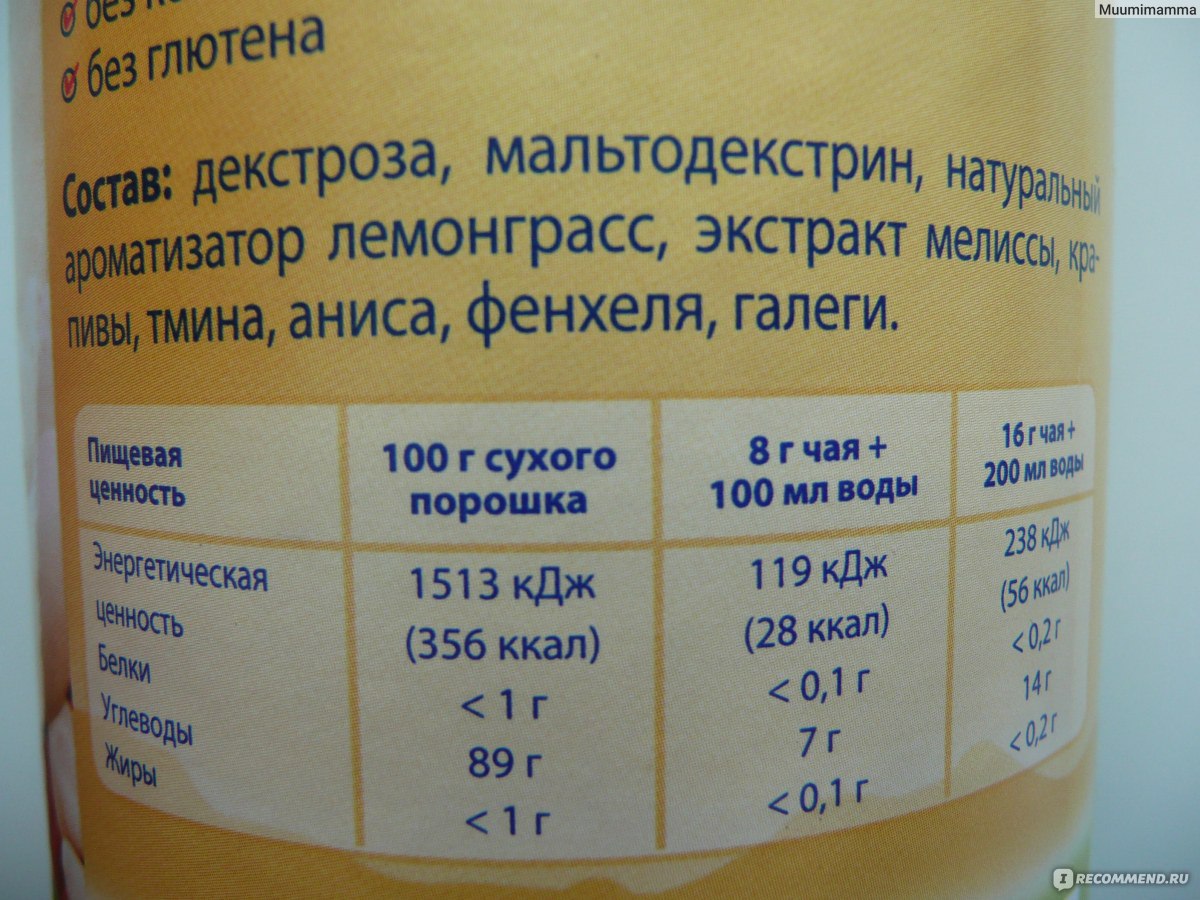 Muumimamma
без
без глютена
Состав: декстроза, мальтодекстрин, натуральный
ароматизатор лемонграсс, экстракт мелиссы, кра-
пивы, тмина, аниса, фенхеля, галеги.
Пищевая ценность 100 г сухого порошка 8 г чая + 100 мл воды 16 г чая + 200 мл воды
Энергетическая ценность 1513 кДж (356 ккал) 119 кДж (28 ккал) 238 кДж (56 ккал)
Белки < 1 г < 0,1 г < 0,2 г
Углеводы 89 г 7 г 14 г
Жиры < 1 г < 0,1 г < 0,2 г
IRECOMMEND.RU